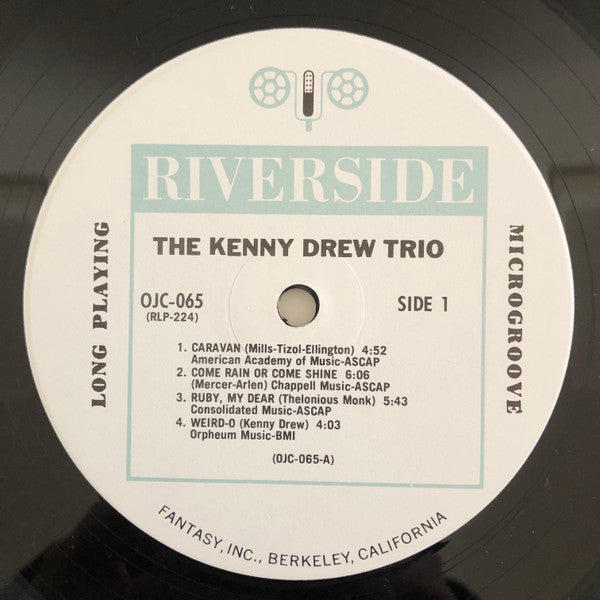 RIVERSIDE
THE KENNY DREW TRIO
LONG PLAYING
MICROGROOVE
OJC-065
(RLP-224)
SIDE 1
1. CARAVAN (Mills-Tizol-Ellington) 4:52
American Academy of Music-ASCAP
2. COME RAIN OR COME SHINE 6:06
(Mercer-Arlen) Chappell Music-ASCAP
3. RUBY, MY DEAR (Thelonious Monk) 5:43
Consolidated Music-ASCAP
4. WEIRD-O (Kenny Drew) 4:03
Orpheum Music-BMI
(OJC-065-A)
FANTASY, INC., BERKELEY, CALIFORNIA